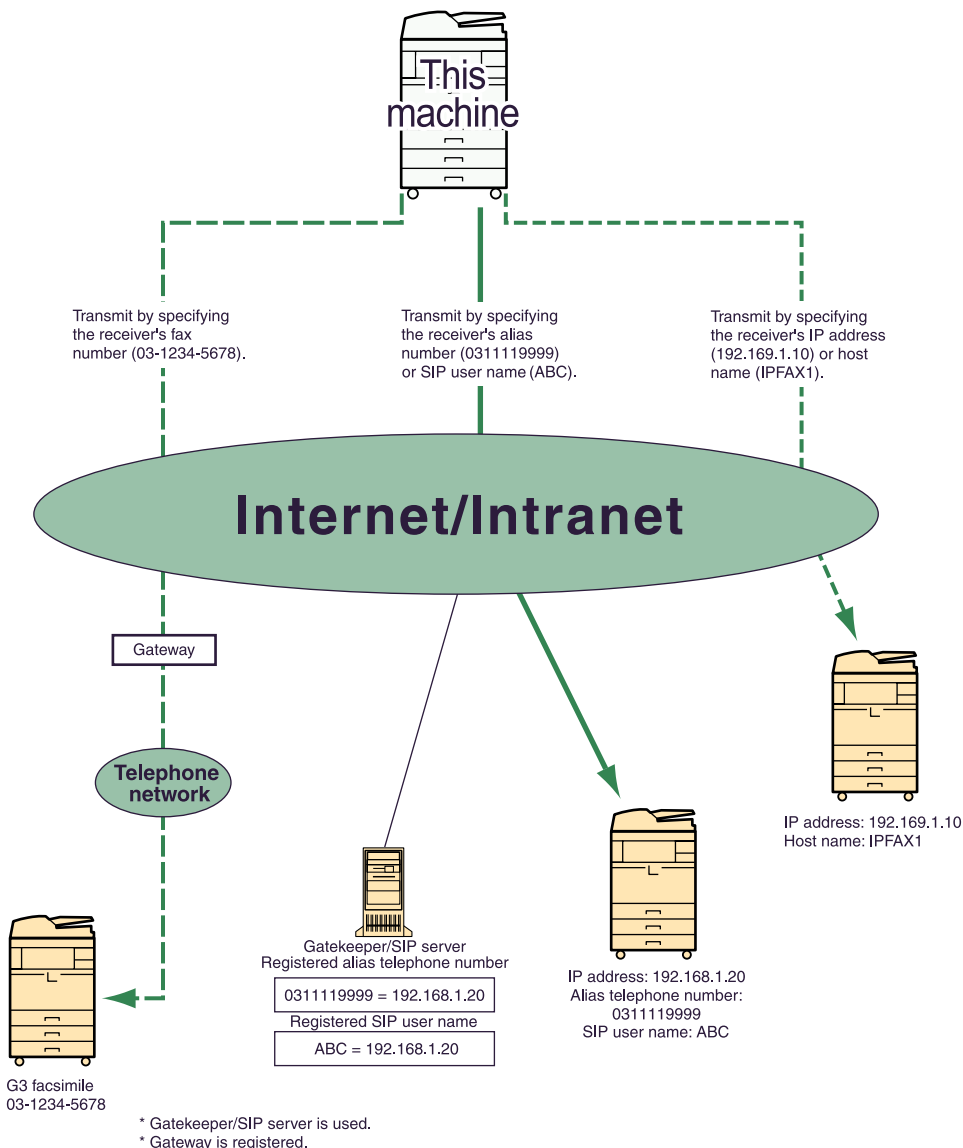 This
machine
Transmit by specifying
the receiver's fax
number (03-1234-5678).
Transmit by specifying
the receiver's alias
number (0311119999)
or SIP user name (ABC).
Transmit by specifying
the receiver's IP address
(192.169.1.10) or host
name (IPFAX1).
Internet/Intranet
Gateway
Telephone
network
IP address: 192.169.1.10
Host name: IPFAX1
Gatekeeper/SIP server
Registered alias telephone number
0311119999 = 192.168.1.20
Registered SIP user name
ABC = 192.168.1.20
IP address: 192.168.1.20
Alias telephone number:
0311119999
SIP user name: ABC
G3 facsimile
03-1234-5678
* Gatekeeper/SIP server is used.
* Gateway is registered.